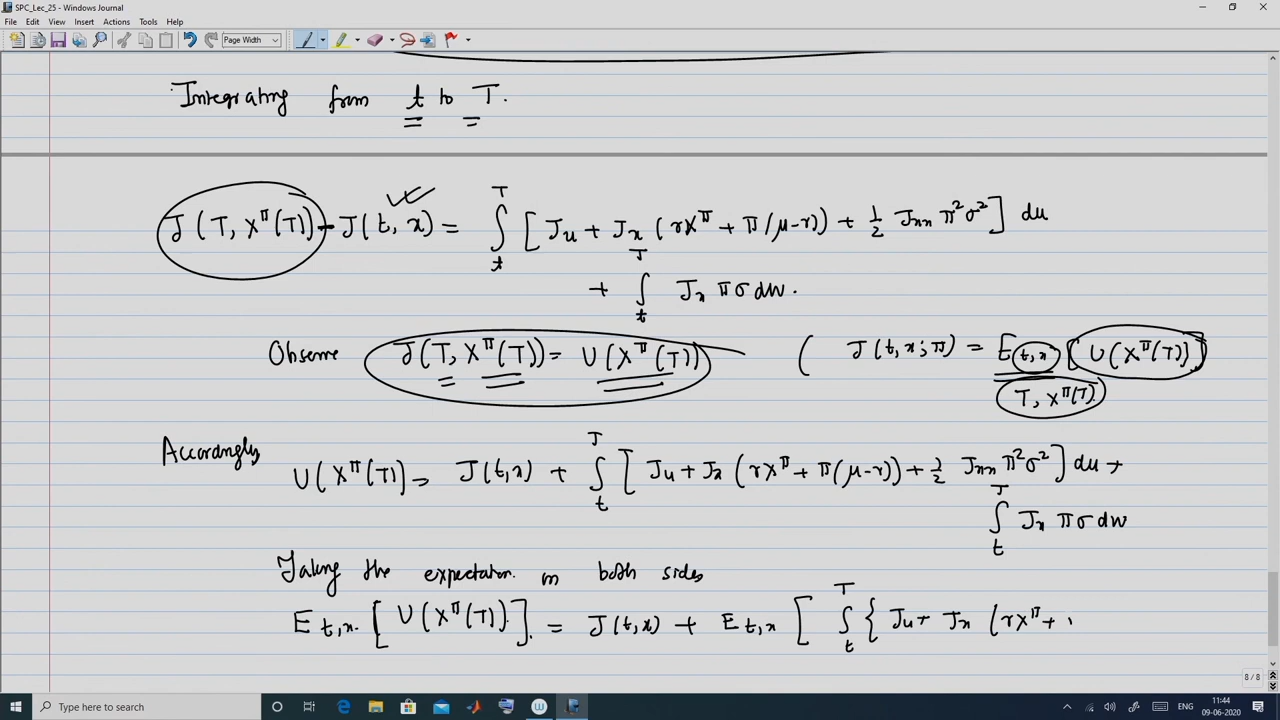 SPC_Lec_25 - Windows Journal
File Edit View Insert Actions Tools Help
Page Width
Integrating from t to T.
J(T, X^π(T)) - J(t, x) = ∫_t^T [J_u + J_x (rX^π + π(μ-r)) + 1/2 J_xx π²σ²] du
+ ∫_t^T J_x πσ dw.
Observe J(T, X^π(T)) = U(X^π(T)) ( J(t, x; π) = E_{t,x} [U(X^π(T))]
T, X^π(T)
Accordingly
U(X^π(T)) = J(t,x) + ∫_t^T [J_u + J_x (rX^π + π(μ-r)) + 1/2 J_xx π²σ²] du +
∫_t^T J_x πσ dw
Taking the expectation on both sides
E_{t,x} [U(X^π(T))] = J(t,x) + E_{t,x} [ ∫_t^T { J_u + J_x (rX^π +
8 / 8
Type here to search
ENG
11:44
09-06-2020